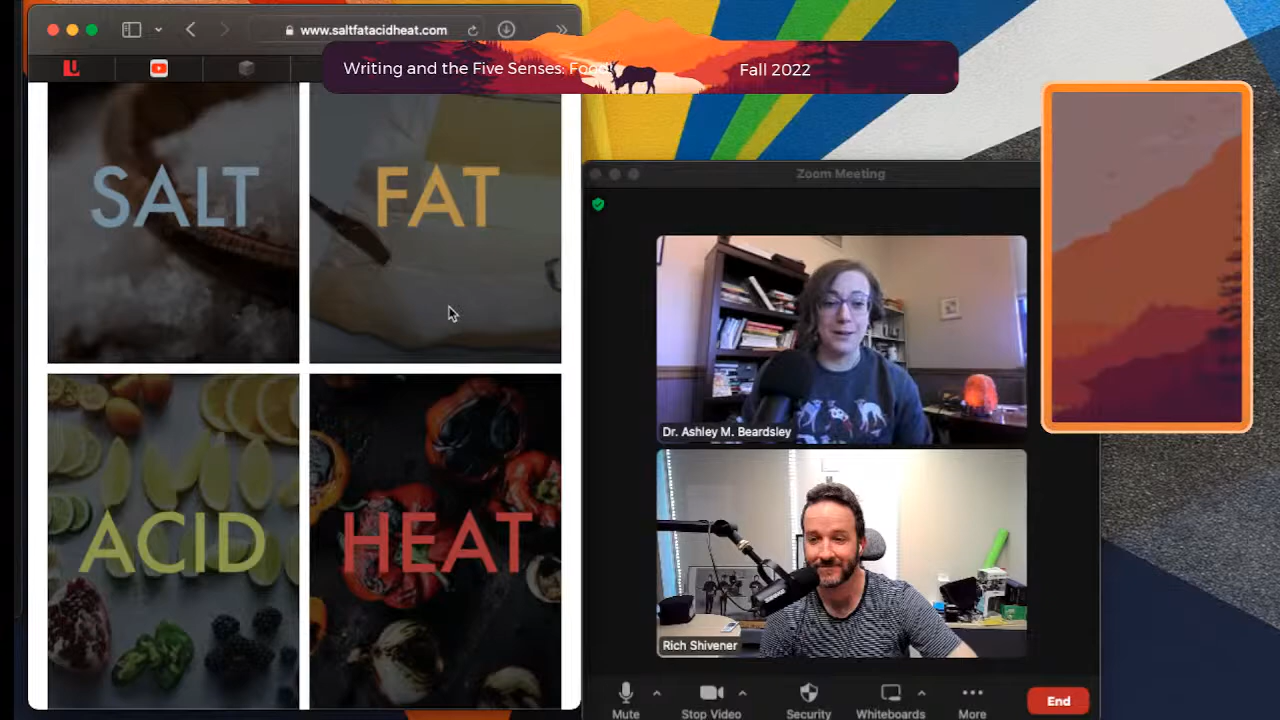 www.saltfatacidheat.com
Writing and the Five Senses: Food
Fall 2022
SALT
FAT
ACID
HEAT
Zoom Meeting
Dr. Ashley M. Beardsley
Rich Shivener
Mute
Stop Video
Security
Whiteboards
More
End